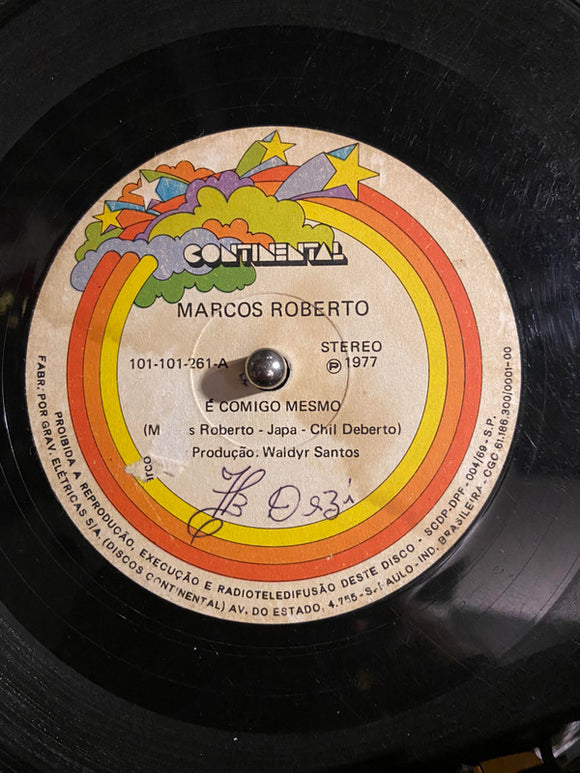 CONTINENTAL
MARCOS ROBERTO
101-101-261-A
STEREO
Ⓟ 1977
É COMIGO MESMO
(M s Roberto - Japa - Chil Deberto)
arco
Produção: Waldyr Santos
FABR: POR GRAV. ELÉTRICAS S/A. (DISCOS CONTINENTAL) AV. DO ESTADO, 4.755 - S. PAULO - IND. BRASILEIRA - CGC 61.186.300/0001-00
PROIBIDA A REPRODUÇÃO, EXECUÇÃO E RADIOTELEDIFUSÃO DESTE DISCO - SCDP-DPF - 004/69 - S.P.